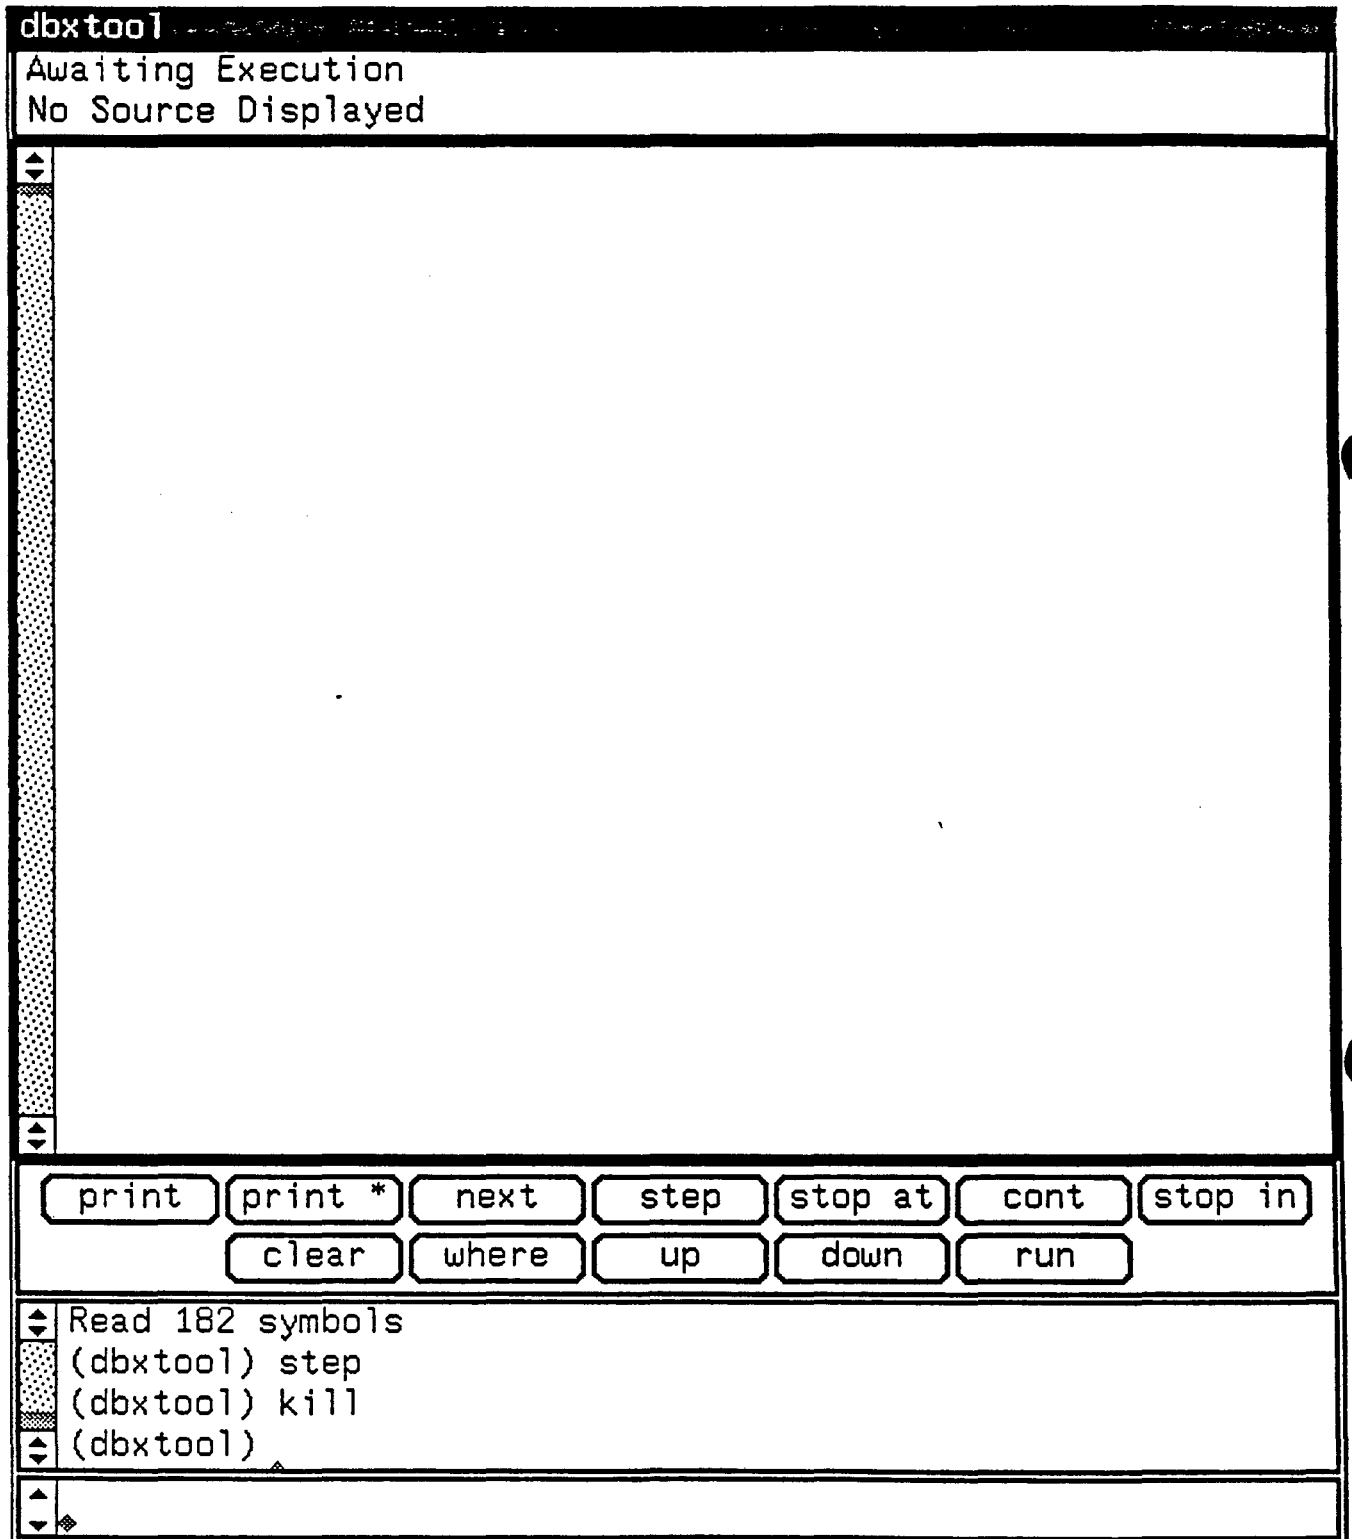 dbxtool
Awaiting Execution
No Source Displayed
print print * next step stop at cont stop in
clear where up down run
Read 182 symbols
(dbxtool) step
(dbxtool) kill
(dbxtool)